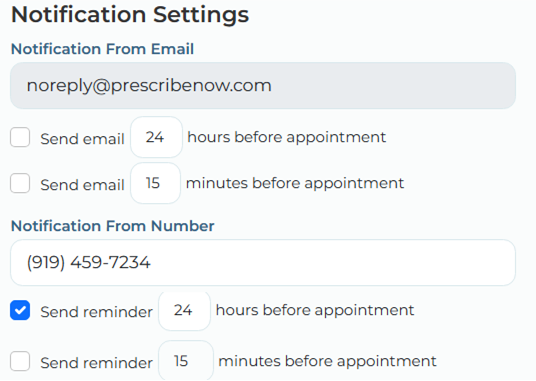 Notification Settings
Notification From Email
noreply@prescribenow.com
Send email 24 hours before appointment
Send email 15 minutes before appointment
Notification From Number
(919) 459-7234
Send reminder 24 hours before appointment
Send reminder 15 minutes before appointment